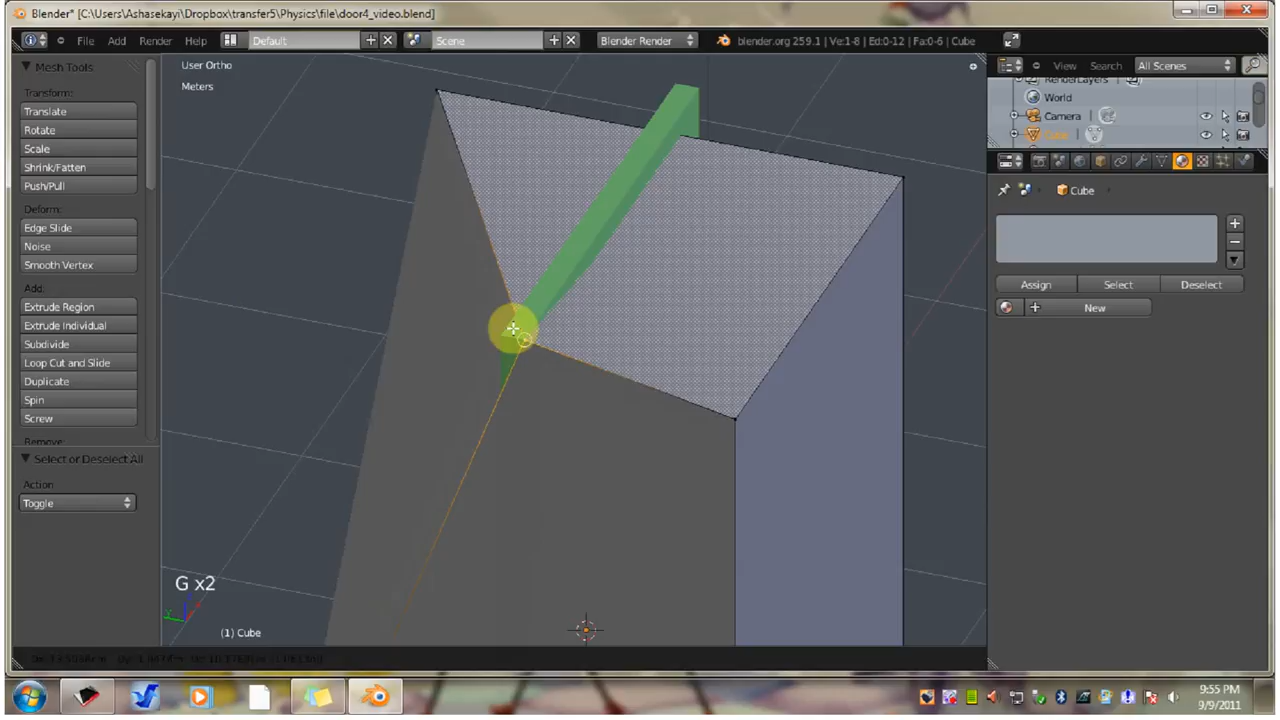 Blender* [C:\Users\Ashasekayi\Dropbox\transfer5\Physics\file\door4_video.blend]
File Add Render Help Default Scene Blender Render blender.org 259.1 | Ve:1-8 | Ed:0-12 | Fa:0-6 | Cube
Mesh Tools
Transform:
Translate
Rotate
Scale
Shrink/Fatten
Push/Pull
Deform:
Edge Slide
Noise
Smooth Vertex
Add:
Extrude Region
Extrude Individual
Subdivide
Loop Cut and Slide
Duplicate
Spin
Screw
Remove:
Select or Deselect All
Action
Toggle
User Ortho
Meters
G x2
(1) Cube
View Search All Scenes
RenderLayers
World
Camera
Cube
Cube
Assign Select Deselect
New
9:55 PM
9/9/2011